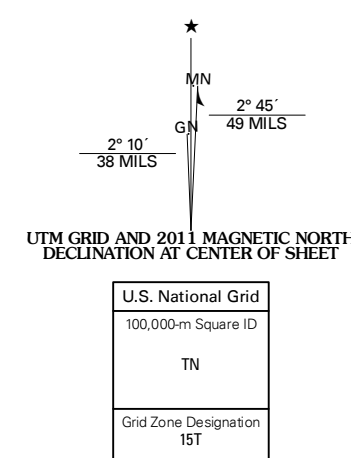 ★
MN
GN
2° 45´
49 MILS
2° 10´
38 MILS
UTM GRID AND 2011 MAGNETIC NORTH
DECLINATION AT CENTER OF SHEET
U.S. National Grid
100,000-m Square ID
TN
Grid Zone Designation
15T